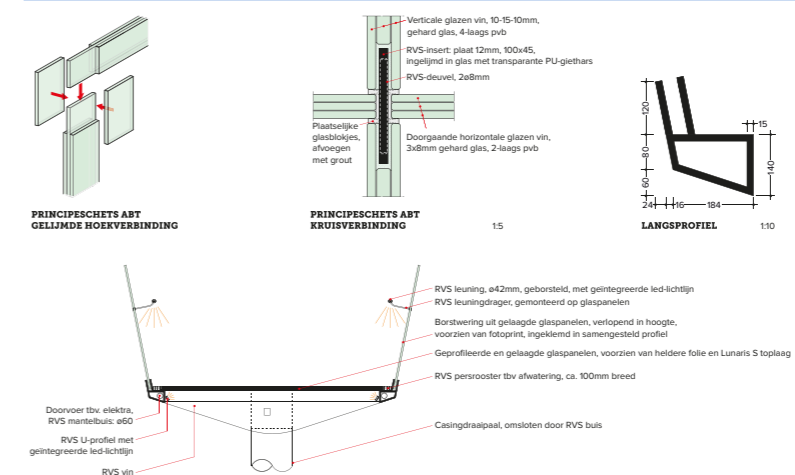 Verticale glazen vin, 10-15-10mm,
gehard glas, 4-laags pvb
RVS-insert: plaat 12mm, 100x45,
ingelijmd in glas met transparante PU-giethars
RVS-deuvel, 2ø8mm
Plaatselijke
glasblokjes,
afvoegen
met grout
Doorgaande horizontale glazen vin,
3x8mm gehard glas, 2-laags pvb
120
80
60
15
140
24
16
184
PRINCIPESCHETS ABT
GELIJMDE HOEKVERBINDING
PRINCIPESCHETS ABT
KRUISVERBINDING
1:5
LANGSPROFIEL
1:10
RVS leuning, ø42mm, geborsteld, met geïntegreerde led-lichtlijn
RVS leuningdrager, gemonteerd op glaspanelen
Borstwering uit gelaagde glaspanelen, verlopend in hoogte,
voorzien van fotoprint, ingeklemd in samengesteld profiel
Geprofileerde en gelaagde glaspanelen, voorzien van heldere folie en Lunaris S toplaag
RVS persrooster tbv afwatering, ca. 100mm breed
Doorvoer tbv. elektra,
RVS mantelbuis: ø60
RVS U-profiel met
geïntegreerde led-lichtlijn
RVS vin
Casingdraaipaal, omsloten door RVS buis